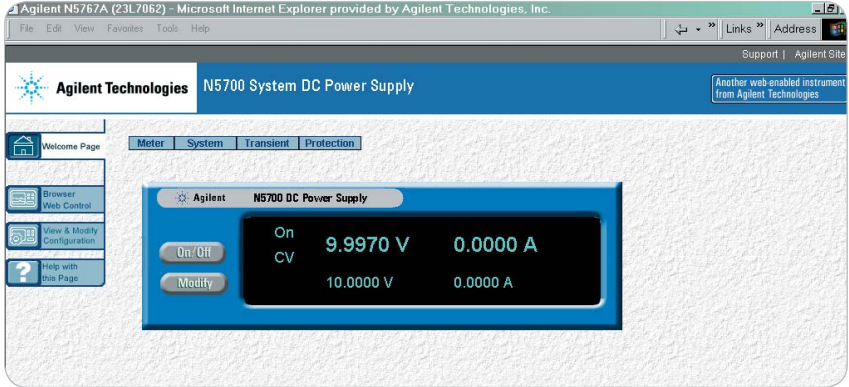 Agilent N5767A (23L7062) - Microsoft Internet Explorer provided by Agilent Technologies, Inc.
File Edit View Favorites Tools Help
Links » Address
Support | Agilent Site
Agilent Technologies
N5700 System DC Power Supply
Another web-enabled instrument
from Agilent Technologies
Welcome Page
Meter System Transient Protection
Browser
Web Control
View & Modify
Configuration
Help with
this Page
Agilent N5700 DC Power Supply
On/Off
Modify
On
CV
9.9970 V 0.0000 A
10.0000 V 0.0000 A